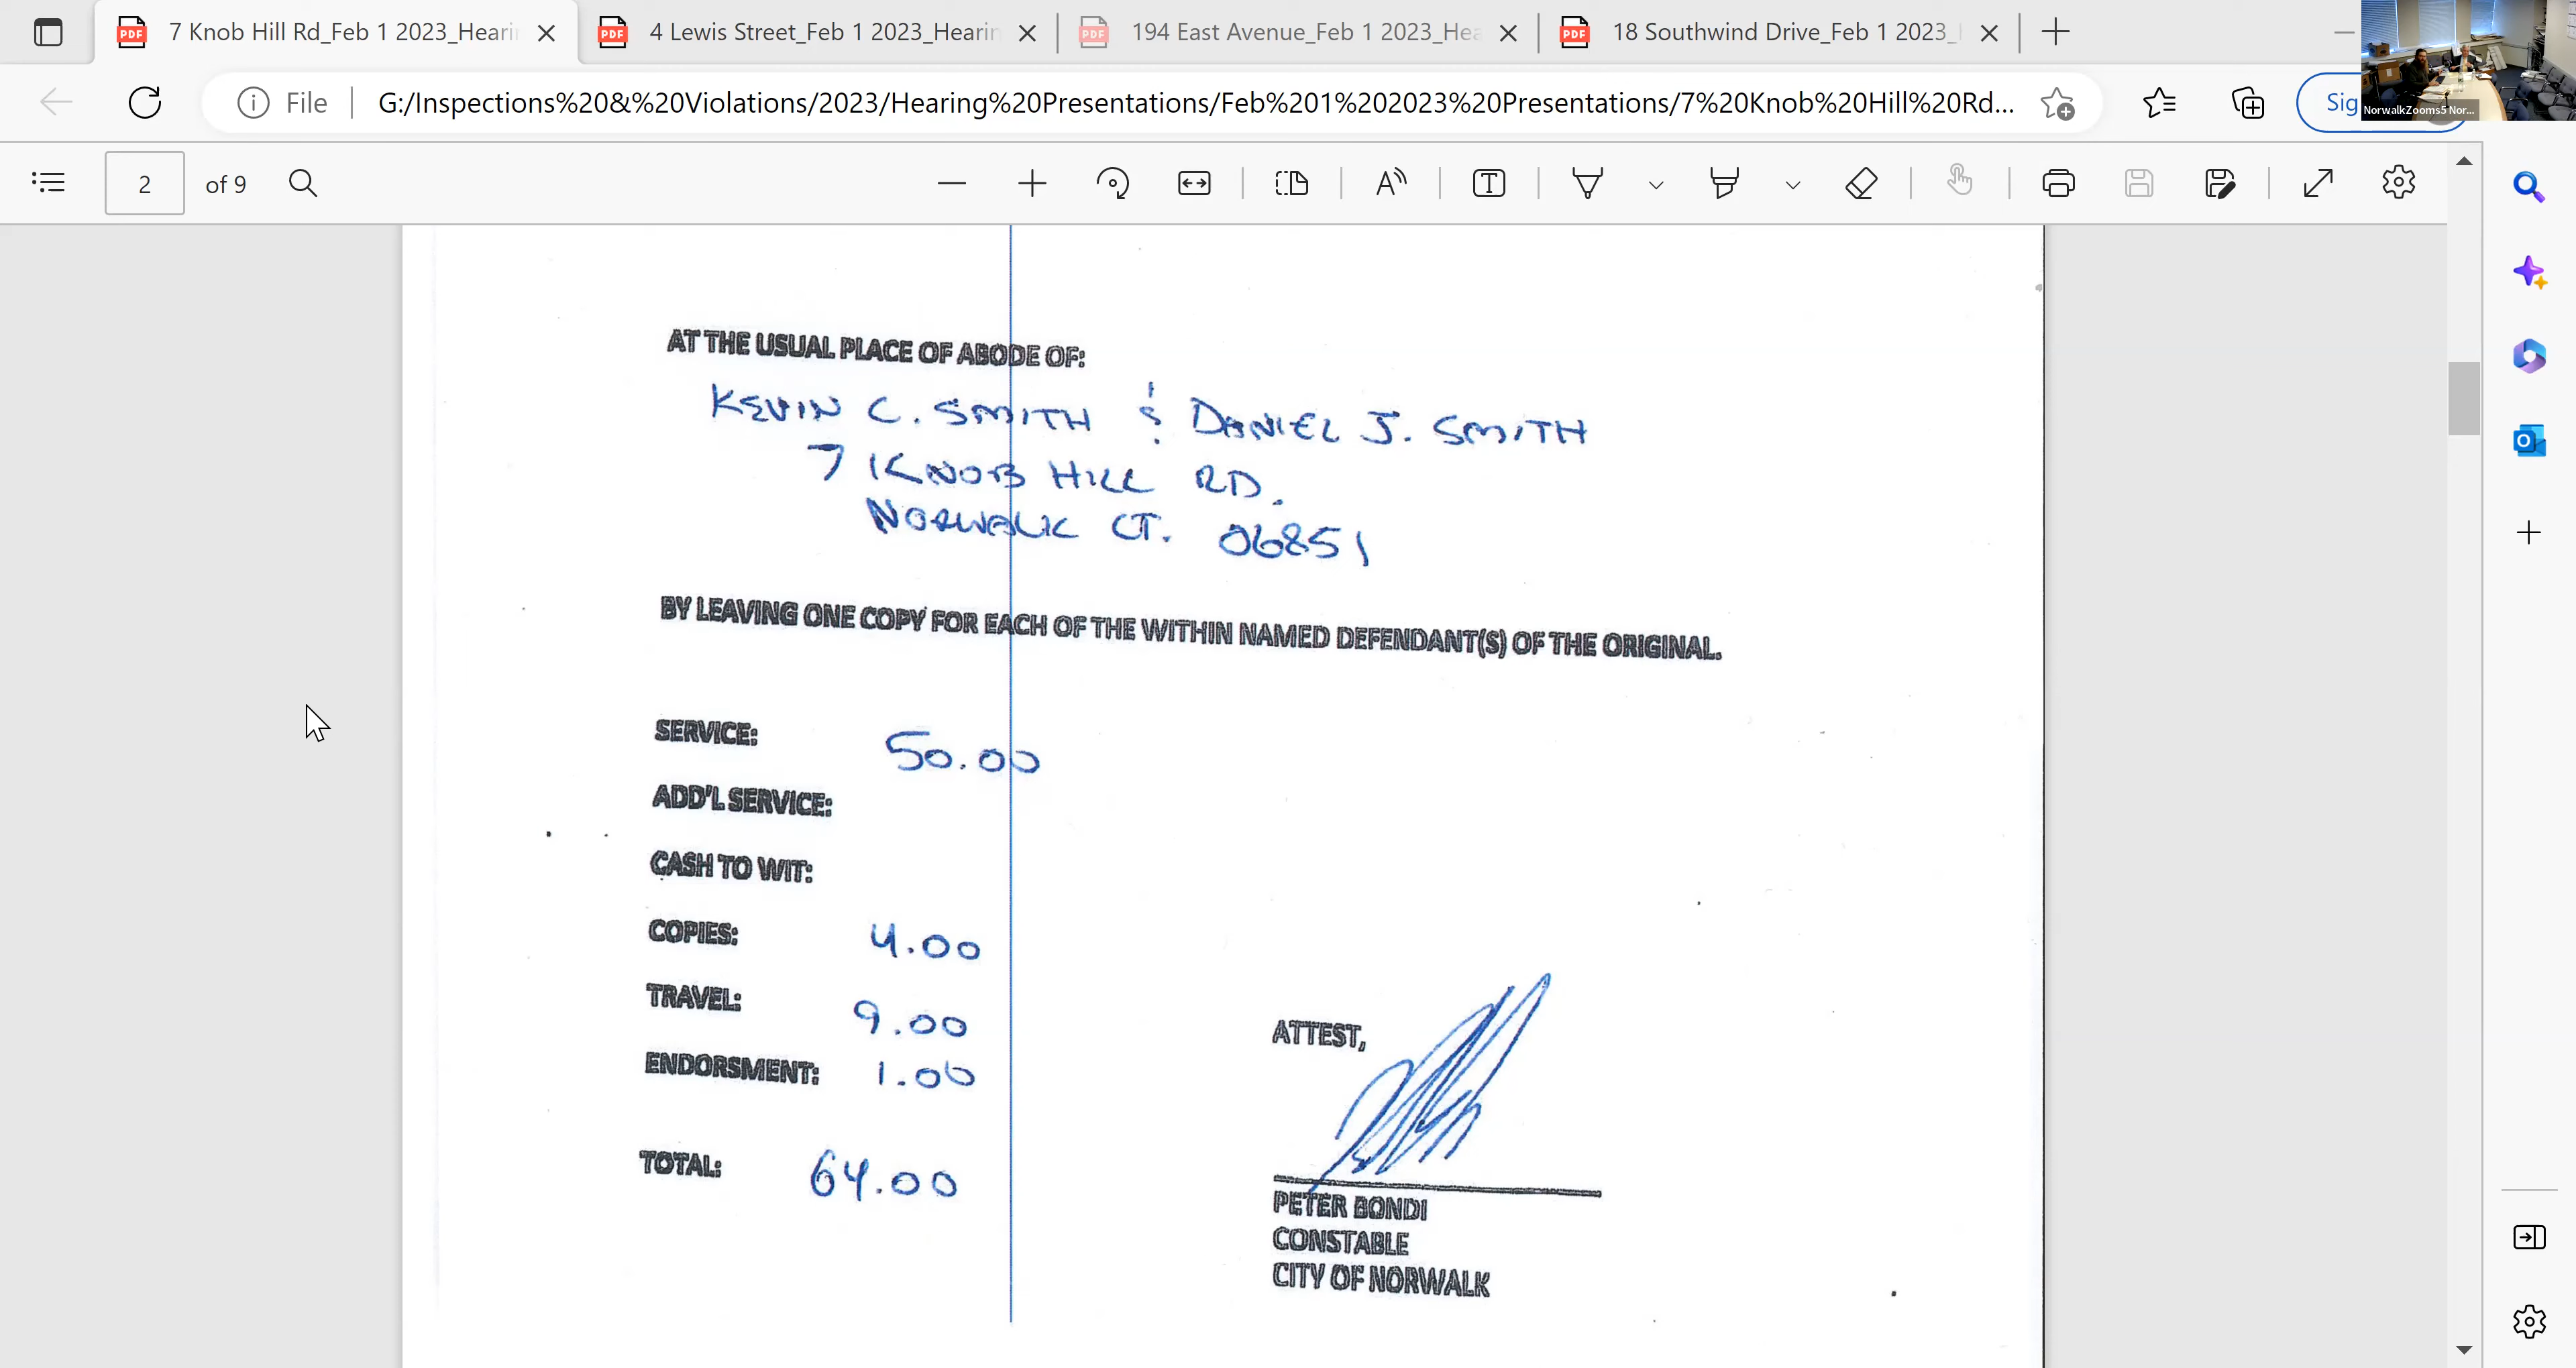 7 Knob Hill Rd_Feb 1 2023_Heari
4 Lewis Street_Feb 1 2023_Hearin
194 East Avenue_Feb 1 2023_Hea
18 Southwind Drive_Feb 1 2023_
File
G:/Inspections%20&%20Violations/2023/Hearing%20Presentations/Feb%201%202023%20Presentations/7%20Knob%20Hill%20Rd...
Sig
NorwalkZooms5 Nor...
2 of 9
AT THE USUAL PLACE OF ABODE OF:
KEVIN C. SMITH & DANIEL J. SMITH
7 KNOB HILL RD.
NORWALK CT. 06851
BY LEAVING ONE COPY FOR EACH OF THE WITHIN NAMED DEFENDANT(S) OF THE ORIGINAL.
SERVICE: 50.00
ADD'L SERVICE:
CASH TO WIT:
COPIES: 4.00
TRAVEL: 9.00
ENDORSMENT: 1.00
TOTAL: 64.00
ATTEST,
PETER BONDI
CONSTABLE
CITY OF NORWALK